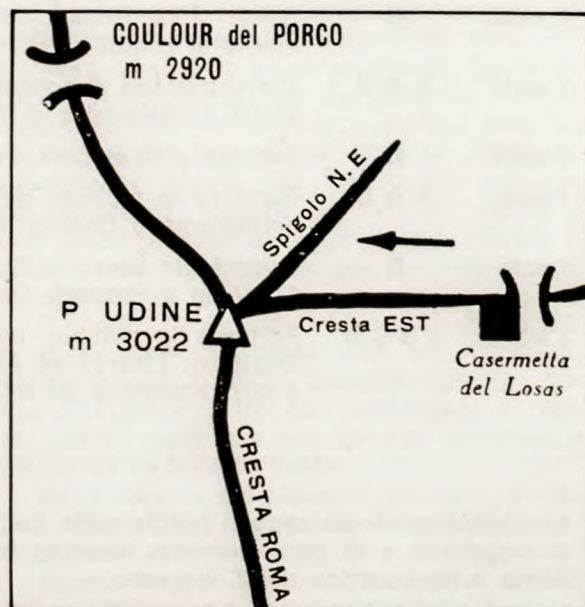 COULOUR del PORCO
m 2920
Spigolo N.E
P UDINE
m 3022
Cresta EST
Casermetta
del Losas
CRESTA ROMA